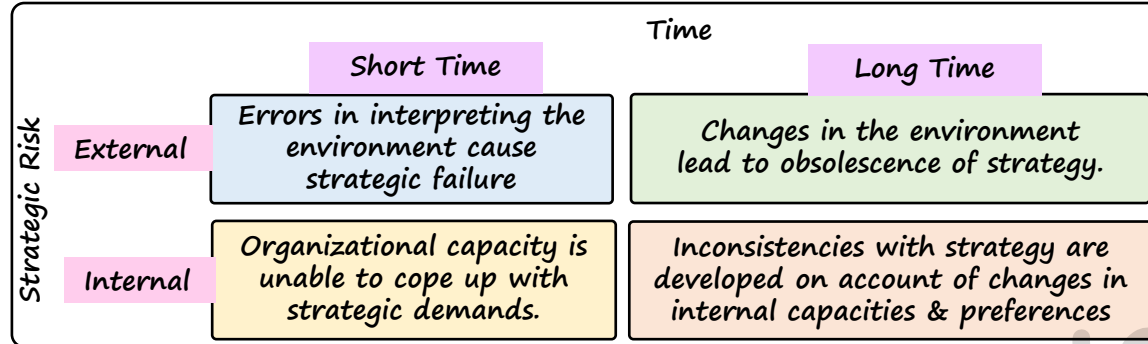 Time
Short Time
Long Time
Strategic Risk
External
Errors in interpreting the
environment cause
strategic failure
Changes in the environment
lead to obsolescence of strategy.
Internal
Organizational capacity is
unable to cope up with
strategic demands.
Inconsistencies with strategy are
developed on account of changes in
internal capacities & preferences